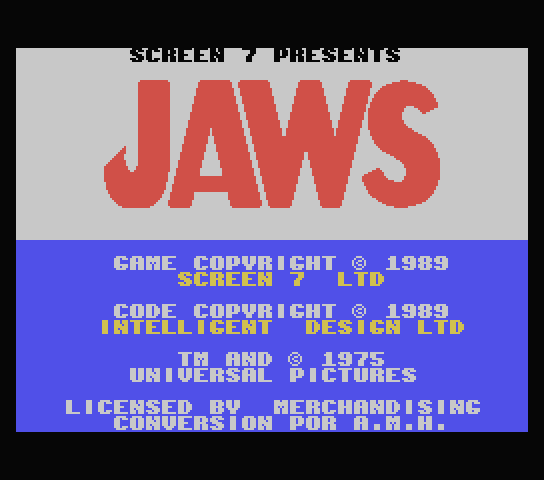 SCREEN 7 PRESENTS
JAWS
GAME COPYRIGHT © 1989
SCREEN 7 LTD
CODE COPYRIGHT © 1989
INTELLIGENT DESIGN LTD
TM AND © 1975
UNIVERSAL PICTURES
LICENSED BY MERCHANDISING
CONVERSION POR A.M.H.